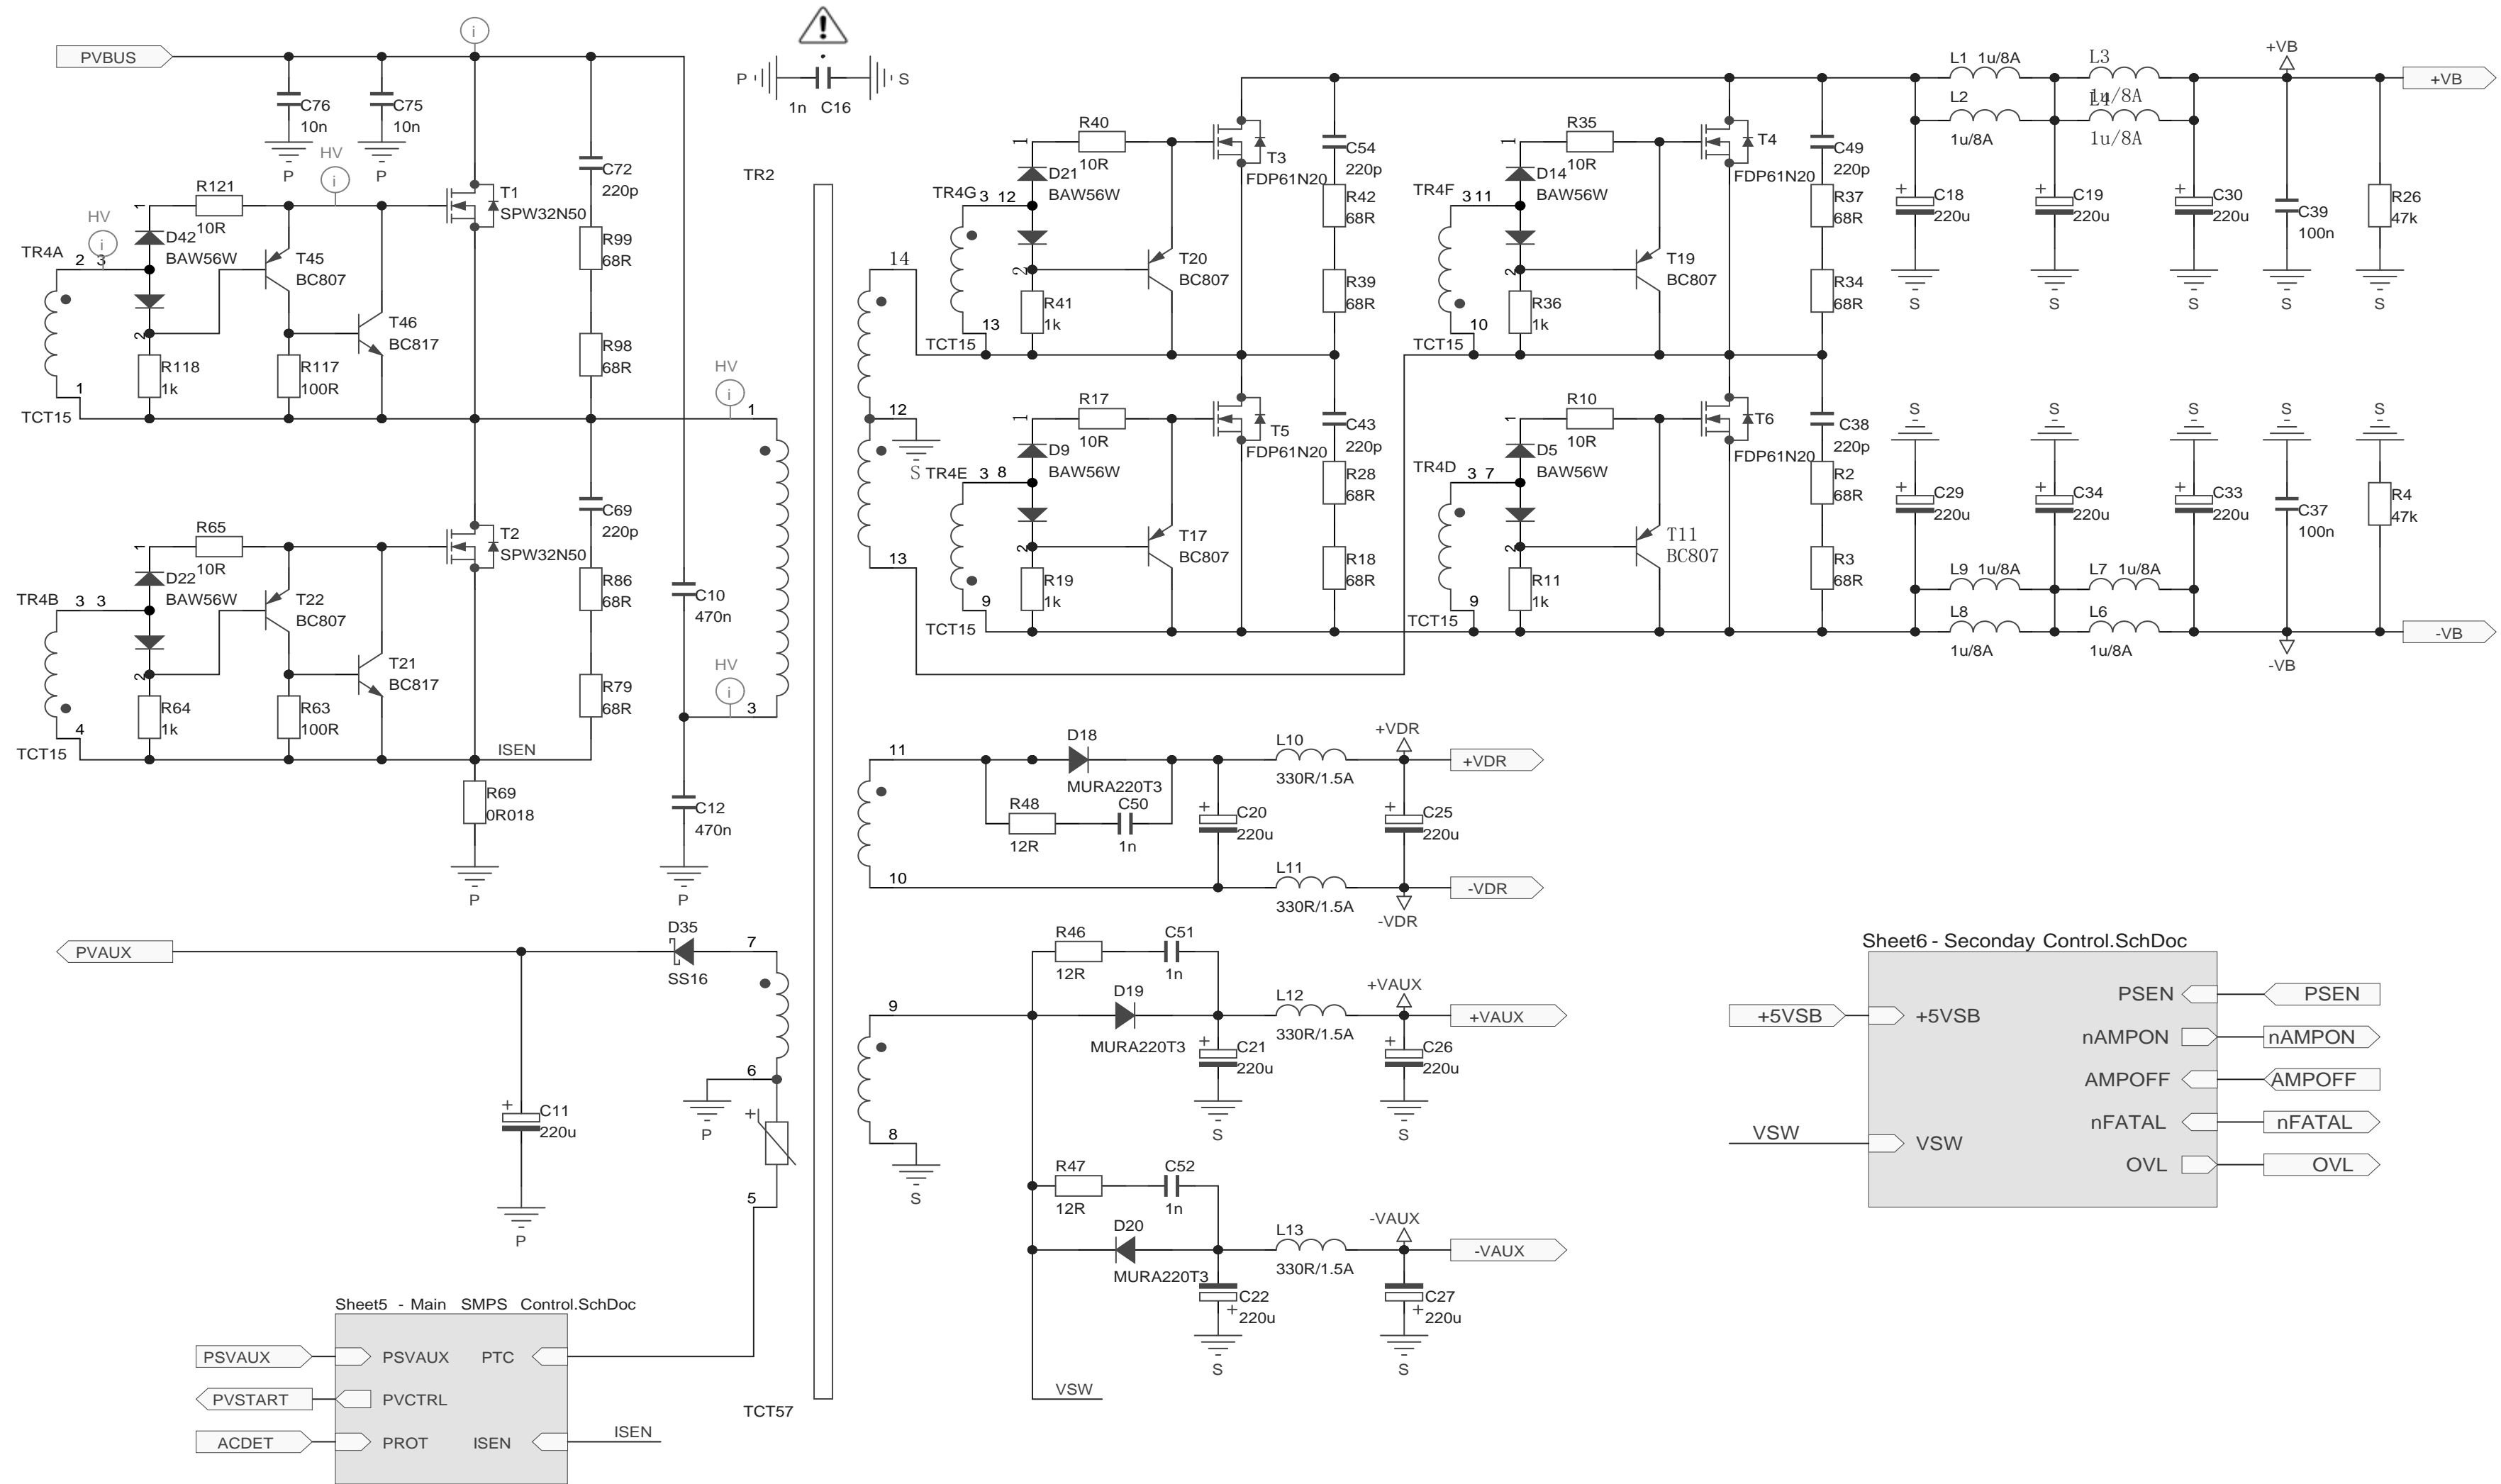 PVBUS
i
C76
10n
P
C75
10n
P
HV
i
R121
10R
1
HV
i
TR4A
2 3
D42
BAW56W
2
T45
BC807
T46
BC817
R118
1k
R117
100R
1
TCT15
T1
SPW32N50
C72
220p
R99
68R
R98
68R
HV
i
1
R65
10R
1
D22
BAW56W
TR4B
3 3
2
T22
BC807
T21
BC817
R64
1k
R63
100R
4
TCT15
T2
SPW32N50
C69
220p
R86
68R
R79
68R
ISEN
R69
0R018
P
C10
470n
HV
i
3
C12
470n
P
P
S
1n C16
TR2
14
12
S
13
R40
10R
1
D21
BAW56W
TR4G
3 12
2
T20
BC807
R41
1k
13
TCT15
T3
FDP61N20
C54
220p
R42
68R
R39
68R
R35
10R
1
D14
BAW56W
TR4F
3 11
2
T19
BC807
R36
1k
10
TCT15
T4
FDP61N20
C49
220p
R37
68R
R34
68R
R17
10R
1
D9
BAW56W
TR4E
3 8
2
T17
BC807
R19
1k
9
TCT15
T5
FDP61N20
C43
220p
R28
68R
R18
68R
R10
10R
1
D5
BAW56W
TR4D
3 7
2
T11
BC807
R11
1k
9
TCT15
T6
FDP61N20
C38
220p
R2
68R
R3
68R
L1 1u/8A
L3
1u/8A
L2
1u/8A
L4
1u/8A
+VB
+VB
+
C18
220u
S
+
C19
220u
S
+
C30
220u
S
C39
100n
S
R26
47k
S
S
+
C29
220u
S
+
C34
220u
S
+
C33
220u
S
C37
100n
S
R4
47k
L9 1u/8A
L7 1u/8A
L8
1u/8A
L6
1u/8A
-VB
-VB
11
D18
MURA220T3
R48
12R
C50
1n
L10
330R/1.5A
+VDR
+VDR
+
C20
220u
+
C25
220u
10
L11
330R/1.5A
-VDR
-VDR
PVAUX
D35
SS16
7
+
C11
220u
P
6
P
+
5
9
R46
12R
C51
1n
D19
MURA220T3
L12
330R/1.5A
+VAUX
+VAUX
+
C21
220u
S
+
C26
220u
S
8
S
R47
12R
C52
1n
D20
MURA220T3
L13
330R/1.5A
-VAUX
-VAUX
C22
+
220u
S
C27
+
220u
S
VSW
TCT57
Sheet5 - Main SMPS Control.SchDoc
PSVAUX
PSVAUX
PTC
PVSTART
PVCTRL
ACDET
PROT
ISEN
ISEN
Sheet6 - Seconday Control.SchDoc
+5VSB
+5VSB
VSW
VSW
PSEN
PSEN
nAMPON
nAMPON
AMPOFF
AMPOFF
nFATAL
nFATAL
OVL
OVL